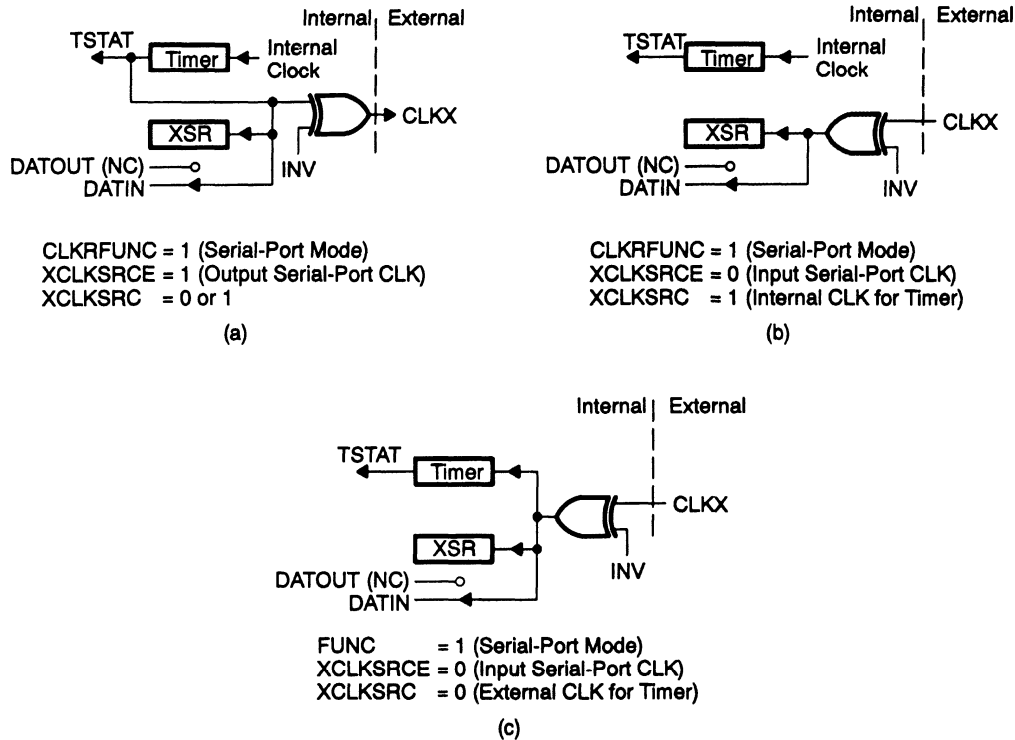 Internal External
TSTAT
Timer
Internal
Clock
XSR
CLKX
INV
DATOUT (NC)
DATIN
CLKRFUNC = 1 (Serial-Port Mode)
XCLKSRCE = 1 (Output Serial-Port CLK)
XCLKSRC = 0 or 1
(a)
Internal External
TSTAT
Timer
Internal
Clock
XSR
CLKX
INV
DATOUT (NC)
DATIN
CLKRFUNC = 1 (Serial-Port Mode)
XCLKSRCE = 0 (Input Serial-Port CLK)
XCLKSRC = 1 (Internal CLK for Timer)
(b)
Internal External
TSTAT
Timer
CLKX
XSR
INV
DATOUT (NC)
DATIN
FUNC = 1 (Serial-Port Mode)
XCLKSRCE = 0 (Input Serial-Port CLK)
XCLKSRC = 0 (External CLK for Timer)
(c)